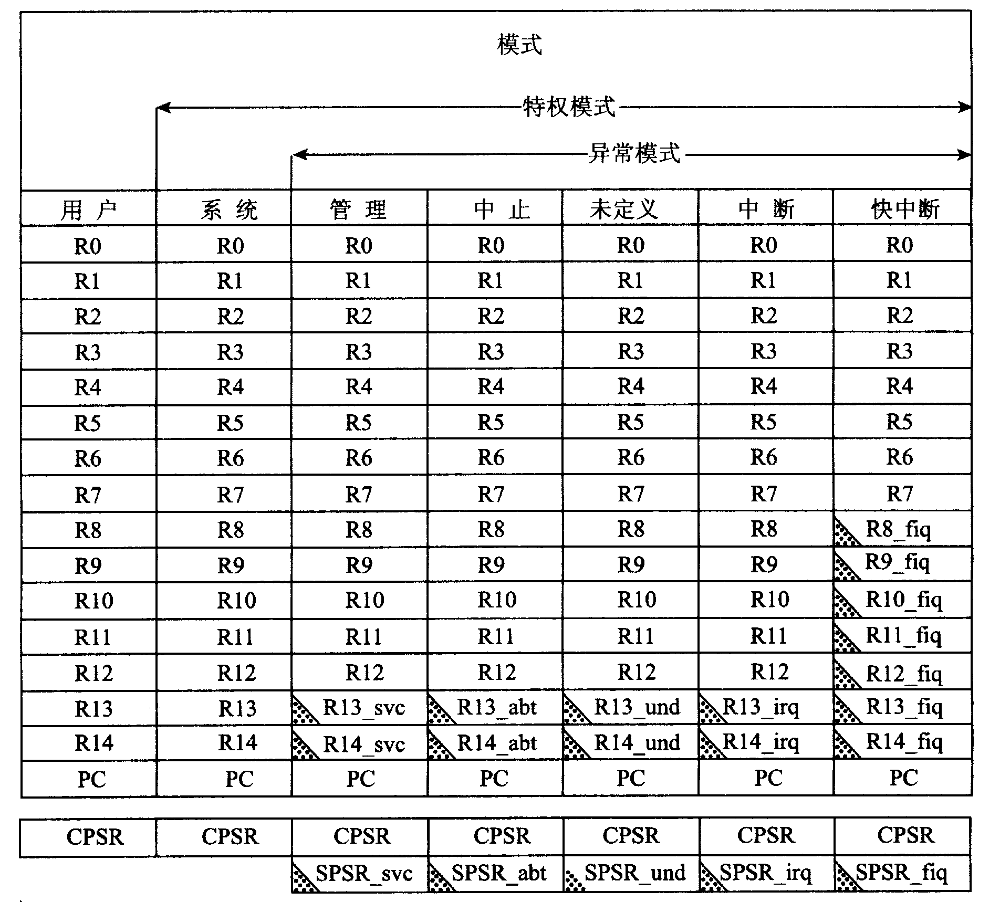 模式
特权模式
异常模式
用户 系统 管理 中止 未定义 中断 快中断
R0 R0 R0 R0 R0 R0 R0
R1 R1 R1 R1 R1 R1 R1
R2 R2 R2 R2 R2 R2 R2
R3 R3 R3 R3 R3 R3 R3
R4 R4 R4 R4 R4 R4 R4
R5 R5 R5 R5 R5 R5 R5
R6 R6 R6 R6 R6 R6 R6
R7 R7 R7 R7 R7 R7 R7
R8 R8 R8 R8 R8 R8 R8_fiq
R9 R9 R9 R9 R9 R9 R9_fiq
R10 R10 R10 R10 R10 R10 R10_fiq
R11 R11 R11 R11 R11 R11 R11_fiq
R12 R12 R12 R12 R12 R12 R12_fiq
R13 R13 R13_svc R13_abt R13_und R13_irq R13_fiq
R14 R14 R14_svc R14_abt R14_und R14_irq R14_fiq
PC PC PC PC PC PC PC
CPSR CPSR CPSR CPSR CPSR CPSR CPSR
SPSR_svc SPSR_abt SPSR_und SPSR_irq SPSR_fiq